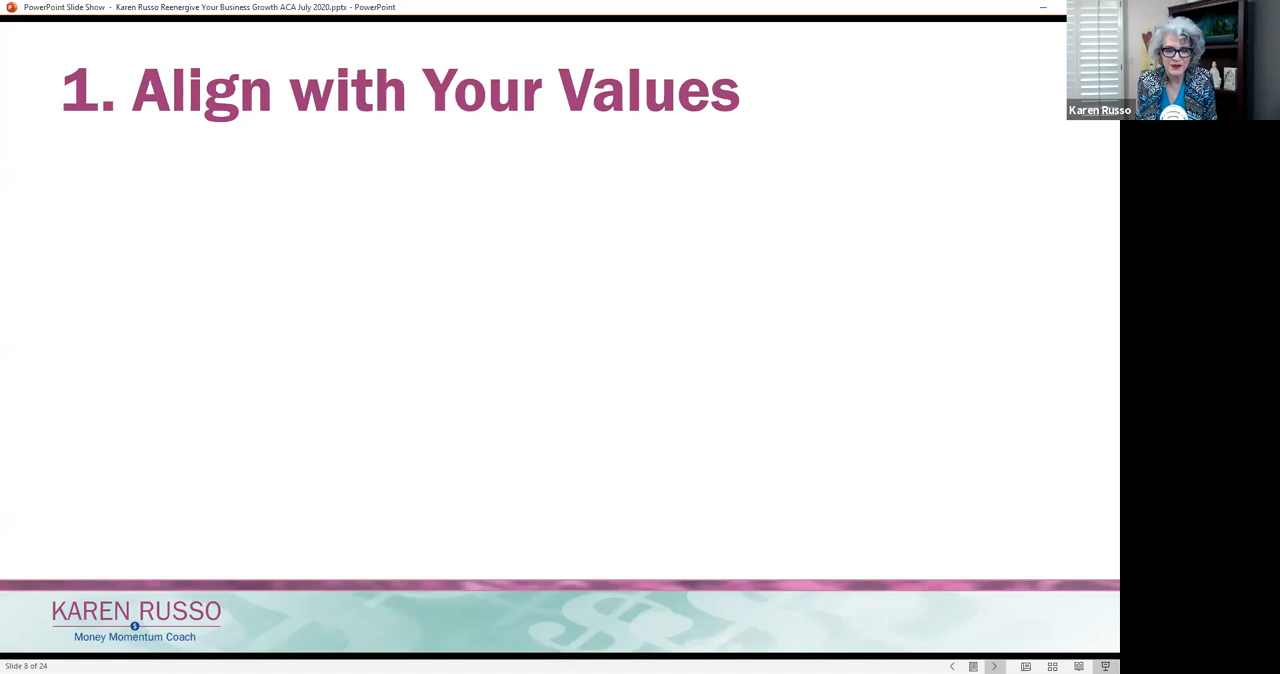 PowerPoint Slide Show - Karen Russo Reenergive Your Business Growth ACA July 2020.pptx - PowerPoint
1. Align with Your Values
Karen Russo
KAREN RUSSO
Money Momentum Coach
Slide 8 of 24